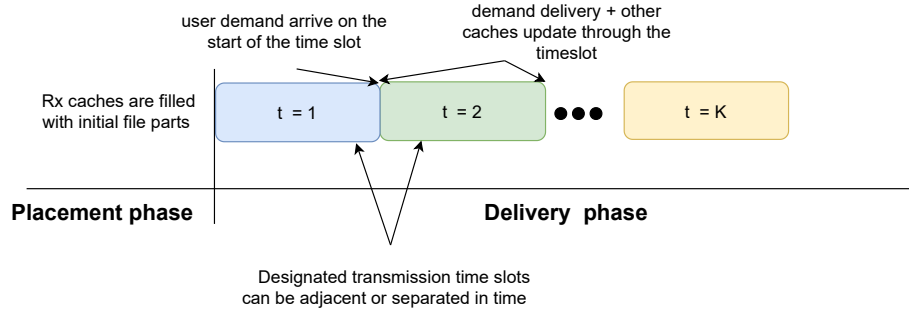 user demand arrive on the
start of the time slot
demand delivery + other
caches update through the
timeslot
Rx caches are filled
with initial file parts
t = 1
t = 2
t = K
Placement phase
Delivery phase
Designated transmission time slots
can be adjacent or separated in time